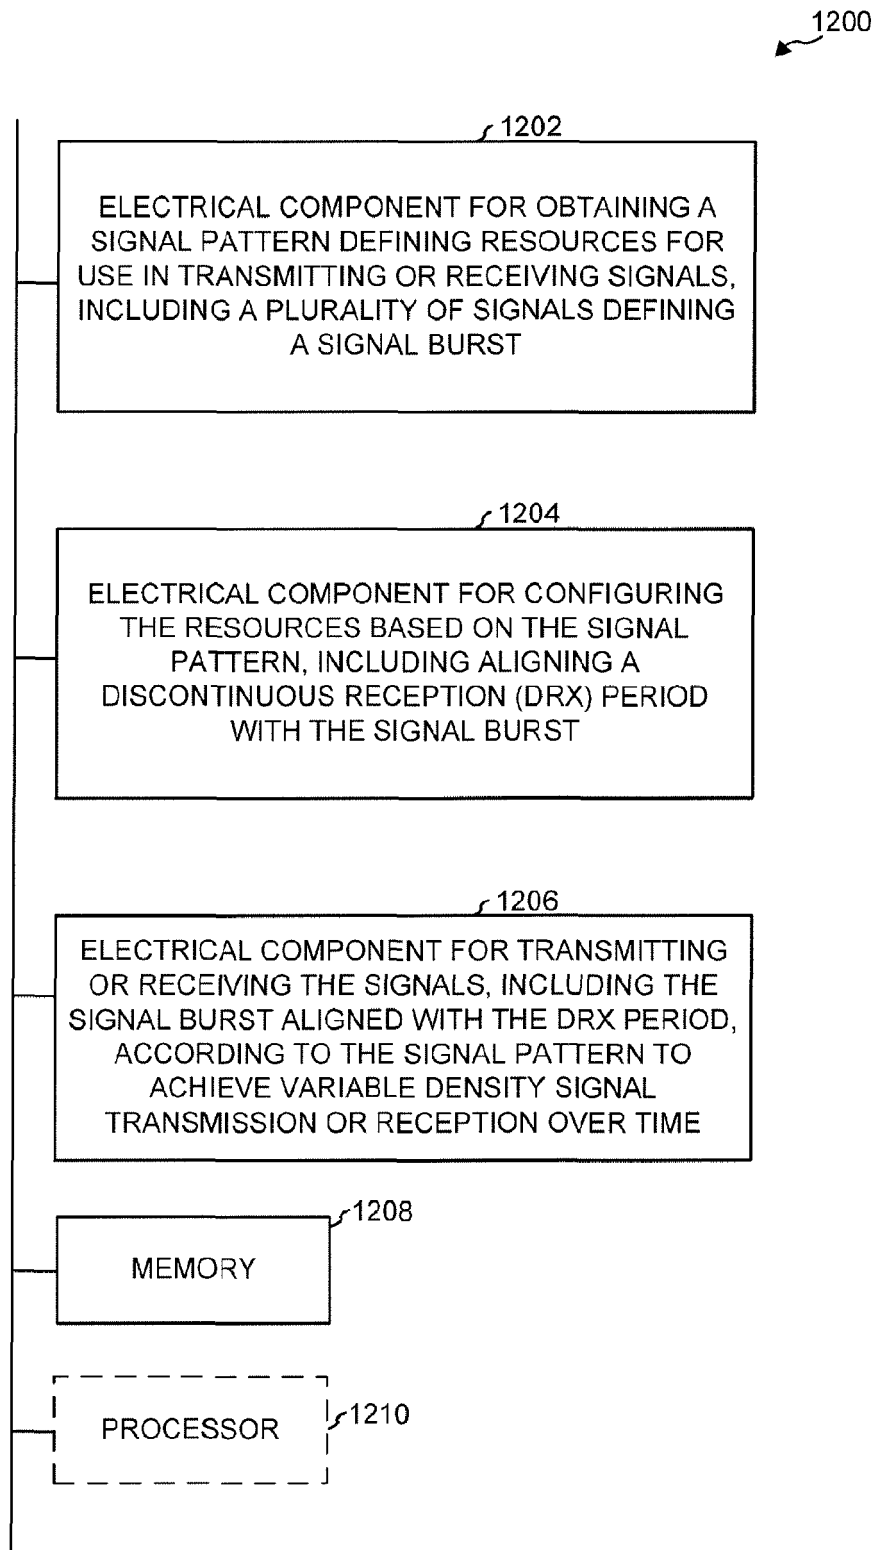 1200
1202
ELECTRICAL COMPONENT FOR OBTAINING A
SIGNAL PATTERN DEFINING RESOURCES FOR
USE IN TRANSMITTING OR RECEIVING SIGNALS,
INCLUDING A PLURALITY OF SIGNALS DEFINING
A SIGNAL BURST
1204
ELECTRICAL COMPONENT FOR CONFIGURING
THE RESOURCES BASED ON THE SIGNAL
PATTERN, INCLUDING ALIGNING A
DISCONTINUOUS RECEPTION (DRX) PERIOD
WITH THE SIGNAL BURST
1206
ELECTRICAL COMPONENT FOR TRANSMITTING
OR RECEIVING THE SIGNALS, INCLUDING THE
SIGNAL BURST ALIGNED WITH THE DRX PERIOD,
ACCORDING TO THE SIGNAL PATTERN TO
ACHIEVE VARIABLE DENSITY SIGNAL
TRANSMISSION OR RECEPTION OVER TIME
1208
MEMORY
1210
PROCESSOR